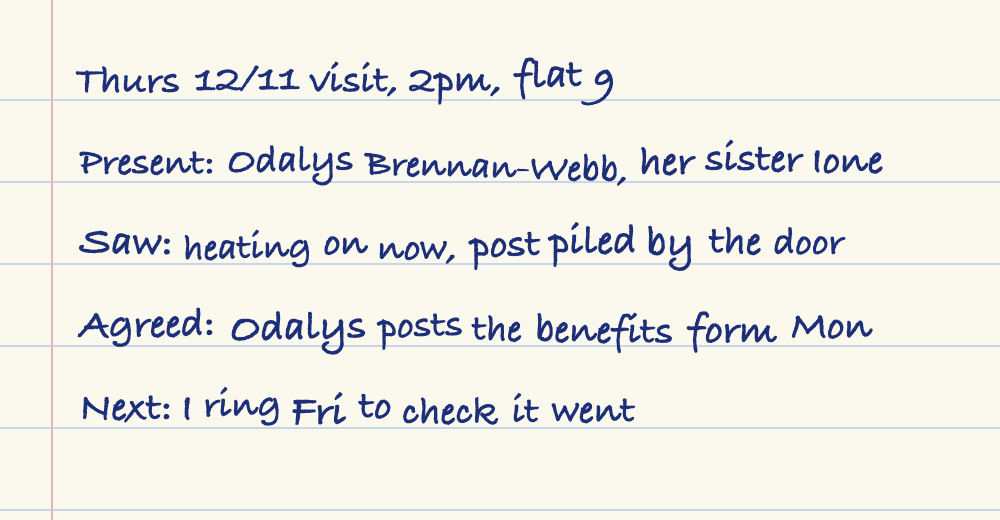 Thurs 12/11 visit, 2pm, flat 9
Present: Odalys Brennan-Webb, her sister Ione
Saw: heating on now, post piled by the door
Agreed: Odalys posts the benefits form Mon
Next: I ring Fri to check it went